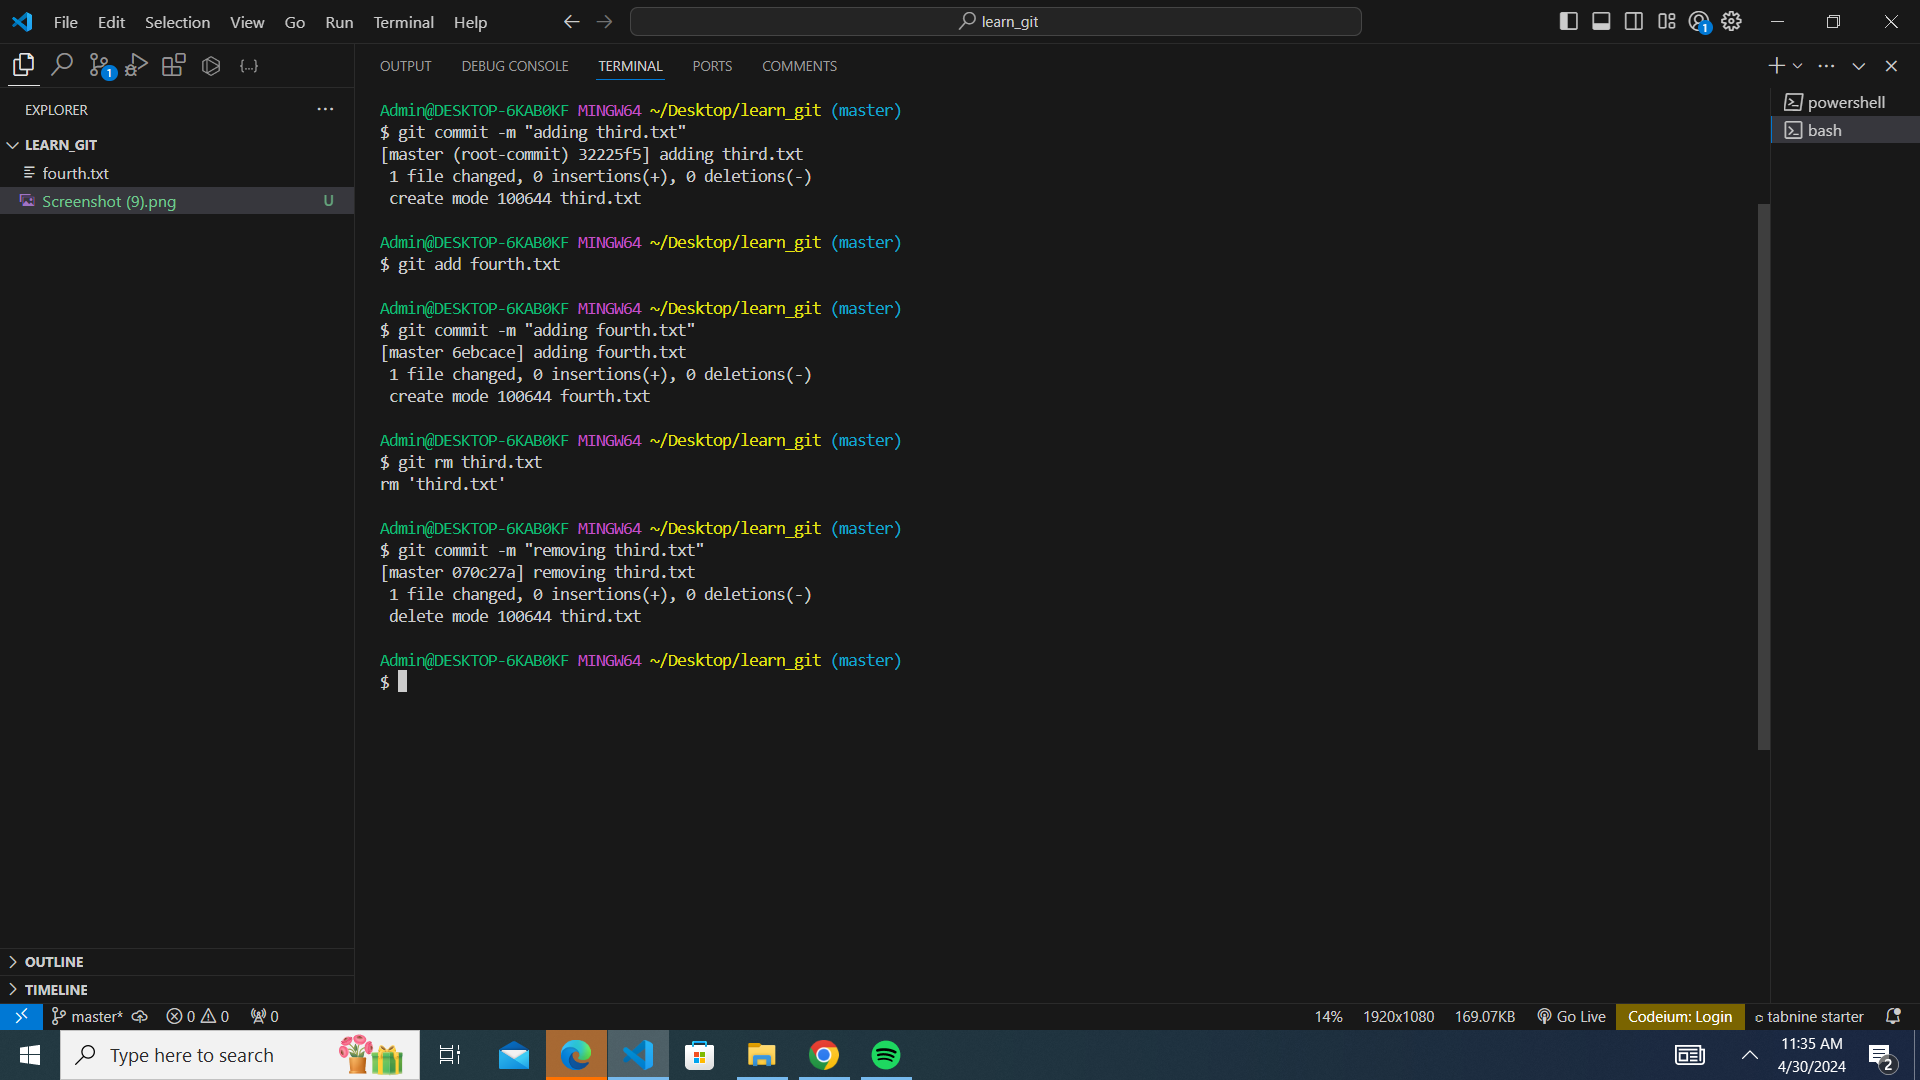 File Edit Selection View Go Run Terminal Help
learn_git
1
1
{...}
EXPLORER
LEARN_GIT
fourth.txt
Screenshot (9).png U
OUTLINE
TIMELINE
OUTPUT DEBUG CONSOLE TERMINAL PORTS COMMENTS
powershell
bash
Admin@DESKTOP-6KAB0KF MINGW64 ~/Desktop/learn_git (master)
$ git commit -m "adding third.txt"
[master (root-commit) 32225f5] adding third.txt
1 file changed, 0 insertions(+), 0 deletions(-)
create mode 100644 third.txt
Admin@DESKTOP-6KAB0KF MINGW64 ~/Desktop/learn_git (master)
$ git add fourth.txt
Admin@DESKTOP-6KAB0KF MINGW64 ~/Desktop/learn_git (master)
$ git commit -m "adding fourth.txt"
[master 6ebcace] adding fourth.txt
1 file changed, 0 insertions(+), 0 deletions(-)
create mode 100644 fourth.txt
Admin@DESKTOP-6KAB0KF MINGW64 ~/Desktop/learn_git (master)
$ git rm third.txt
rm 'third.txt'
Admin@DESKTOP-6KAB0KF MINGW64 ~/Desktop/learn_git (master)
$ git commit -m "removing third.txt"
[master 070c27a] removing third.txt
1 file changed, 0 insertions(+), 0 deletions(-)
delete mode 100644 third.txt
Admin@DESKTOP-6KAB0KF MINGW64 ~/Desktop/learn_git (master)
$
master* 0 0 0 14% 1920x1080 169.07KB Go Live Codeium: Login tabnine starter
Type here to search
11:35 AM
4/30/2024
2